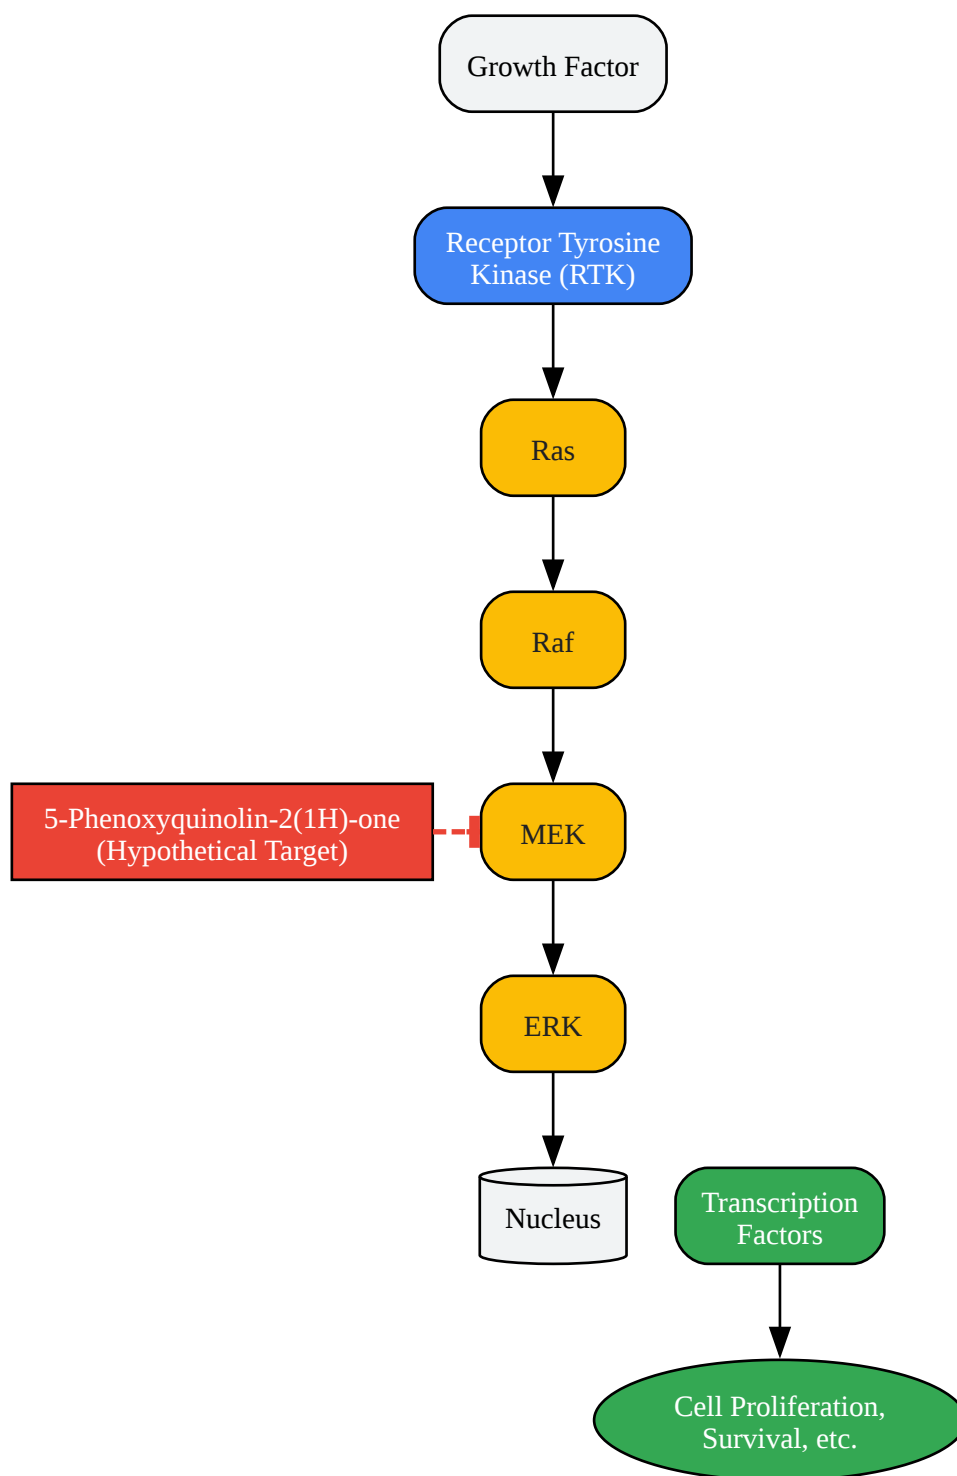 Growth Factor
Receptor Tyrosine
Kinase (RTK)
Ras
Raf
5-Phenoxyquinolin-2(1H)-one
(Hypothetical Target)
MEK
ERK
Nucleus
Transcription
Factors
Cell Proliferation,
Survival, etc.